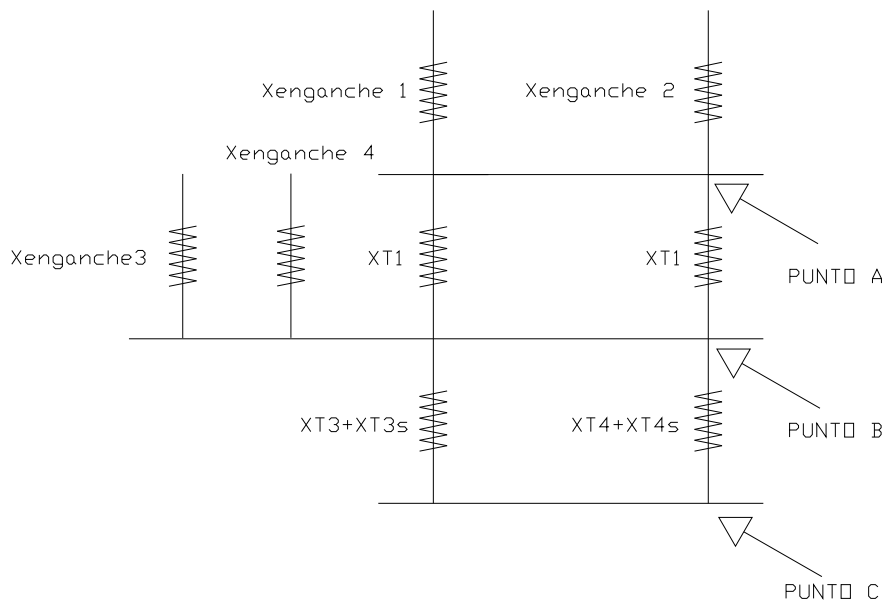 Xenganche 1
Xenganche 2
Xenganche 4
Xenganche3
XT1
XT1
PUNTO A
XT3+XT3s
XT4+XT4s
PUNTO B
PUNTO C